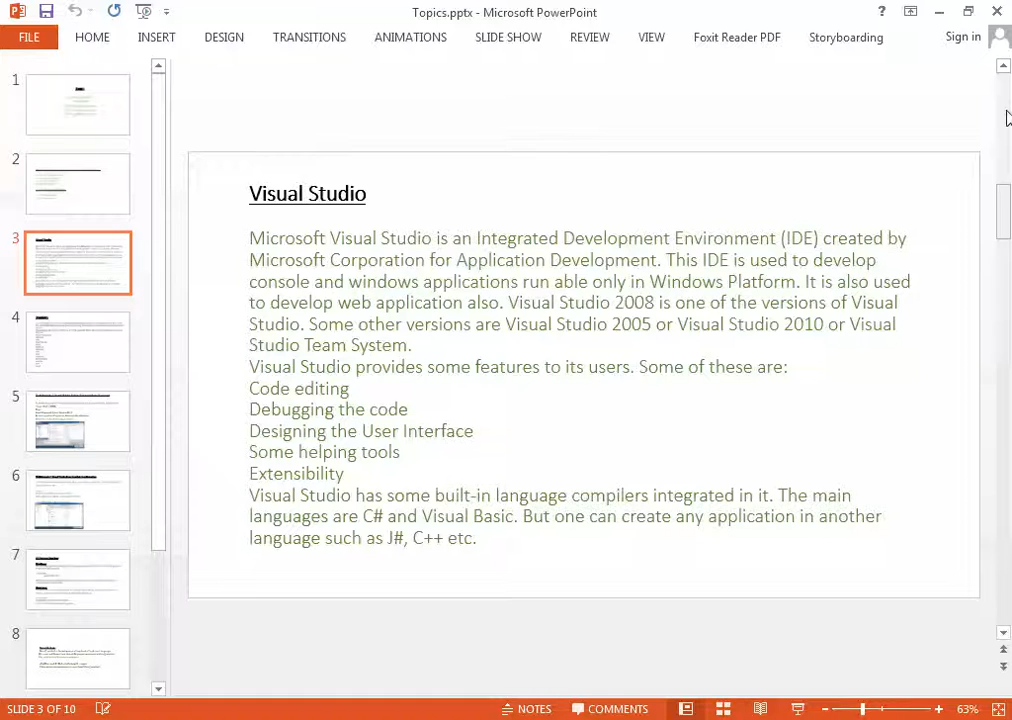 Topics.pptx - Microsoft PowerPoint
?
FILE HOME INSERT DESIGN TRANSITIONS ANIMATIONS SLIDE SHOW REVIEW VIEW Foxit Reader PDF Storyboarding Sign in
1
2
3
4
5
6
7
8
Visual Studio
Microsoft Visual Studio is an Integrated Development Environment (IDE) created by
Microsoft Corporation for Application Development. This IDE is used to develop
console and windows applications run able only in Windows Platform. It is also used
to develop web application also. Visual Studio 2008 is one of the versions of Visual
Studio. Some other versions are Visual Studio 2005 or Visual Studio 2010 or Visual
Studio Team System.
Visual Studio provides some features to its users. Some of these are:
Code editing
Debugging the code
Designing the User Interface
Some helping tools
Extensibility
Visual Studio has some built-in language compilers integrated in it. The main
languages are C# and Visual Basic. But one can create any application in another
language such as J#, C++ etc.
SLIDE 3 OF 10 NOTES COMMENTS 63%